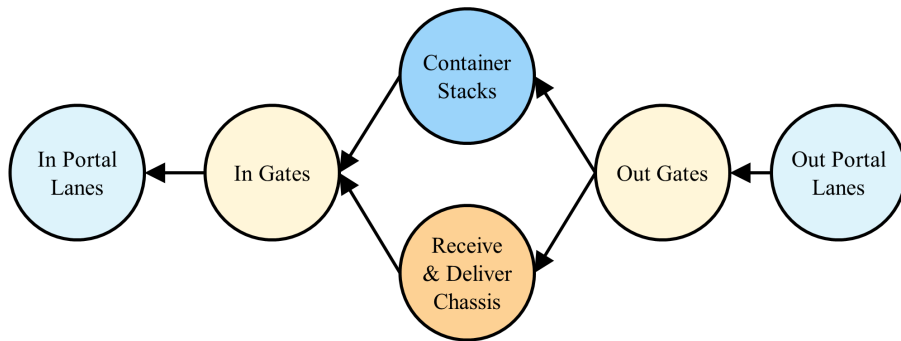 In Portal
Lanes
In Gates
Container
Stacks
Receive
& Deliver
Chassis
Out Gates
Out Portal
Lanes